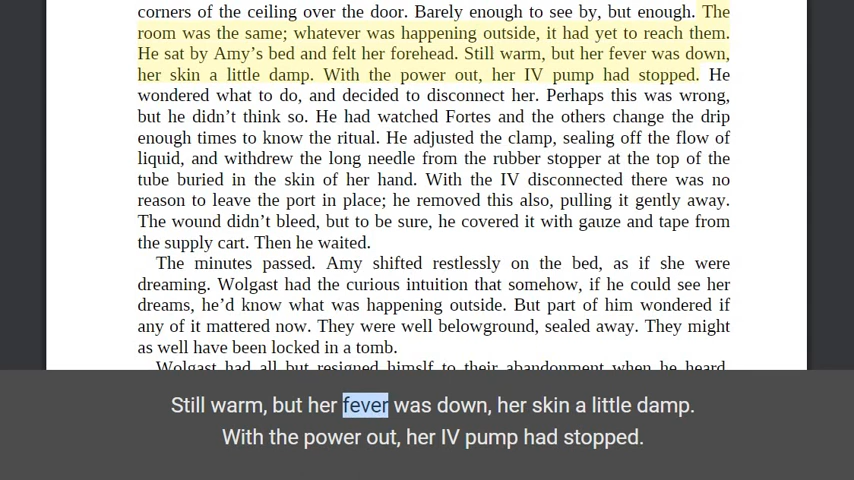 corners of the ceiling over the door. Barely enough to see by, but enough. The
room was the same; whatever was happening outside, it had yet to reach them.
He sat by Amy’s bed and felt her forehead. Still warm, but her fever was down,
her skin a little damp. With the power out, her IV pump had stopped. He
wondered what to do, and decided to disconnect her. Perhaps this was wrong,
but he didn’t think so. He had watched Fortes and the others change the drip
enough times to know the ritual. He adjusted the clamp, sealing off the flow of
liquid, and withdrew the long needle from the rubber stopper at the top of the
tube buried in the skin of her hand. With the IV disconnected there was no
reason to leave the port in place; he removed this also, pulling it gently away.
The wound didn’t bleed, but to be sure, he covered it with gauze and tape from
the supply cart. Then he waited.
The minutes passed. Amy shifted restlessly on the bed, as if she were
dreaming. Wolgast had the curious intuition that somehow, if he could see her
dreams, he’d know what was happening outside. But part of him wondered if
any of it mattered now. They were well belowground, sealed away. They might
as well have been locked in a tomb.
Wolgast had all but resigned himslf to their abandonment when he heard
Still warm, but her fever was down, her skin a little damp.
With the power out, her IV pump had stopped.